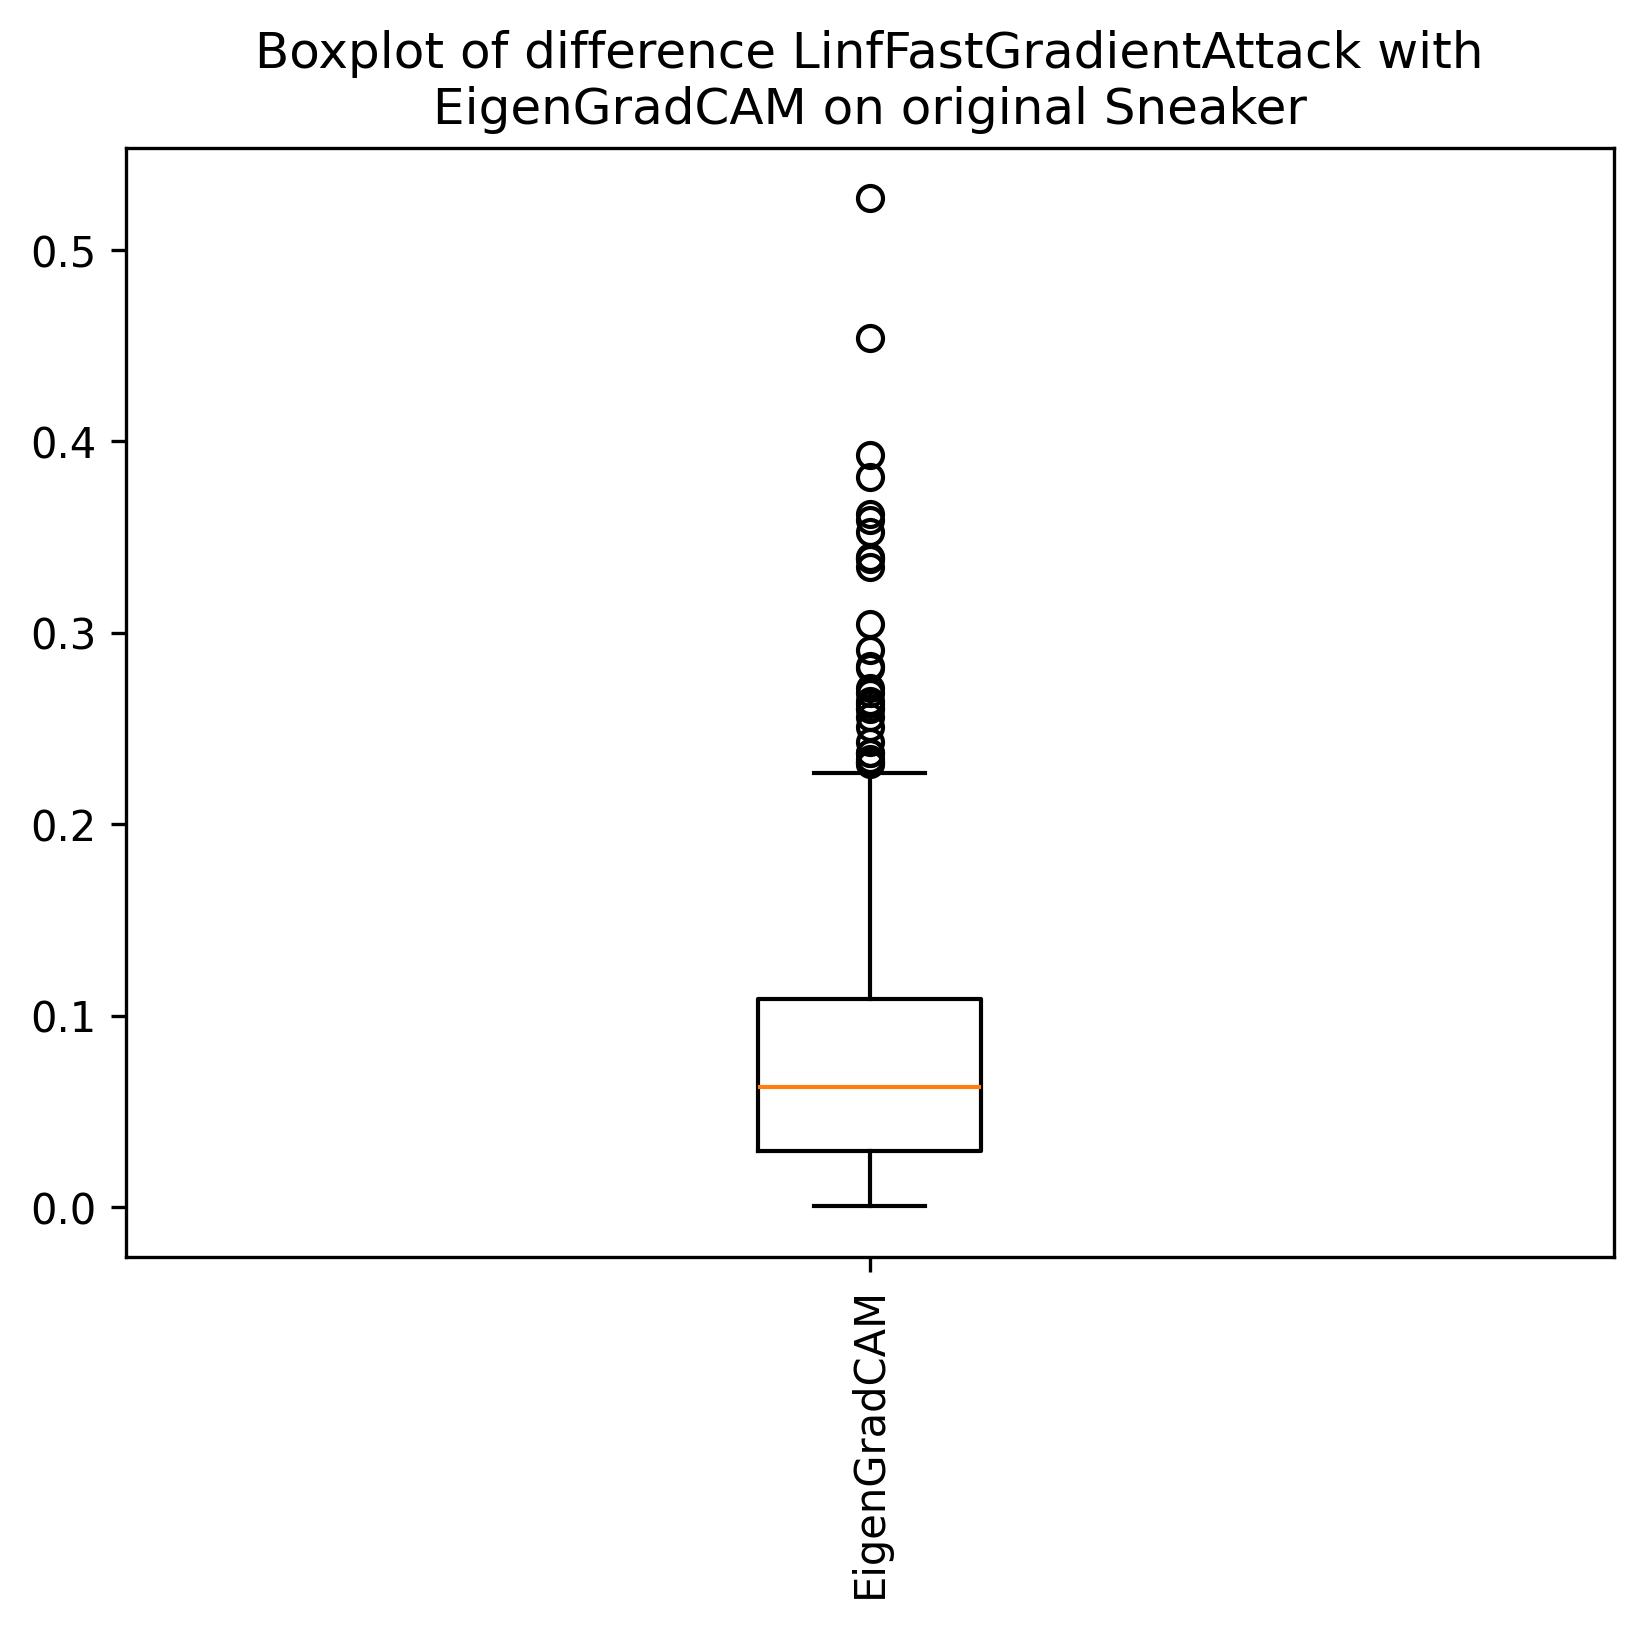 Boxplot of difference LinfFastGradientAttack with
EigenGradCAM on original Sneaker
0.5
0.4
0.3
0.2
0.1
0.0
EigenGradCAM